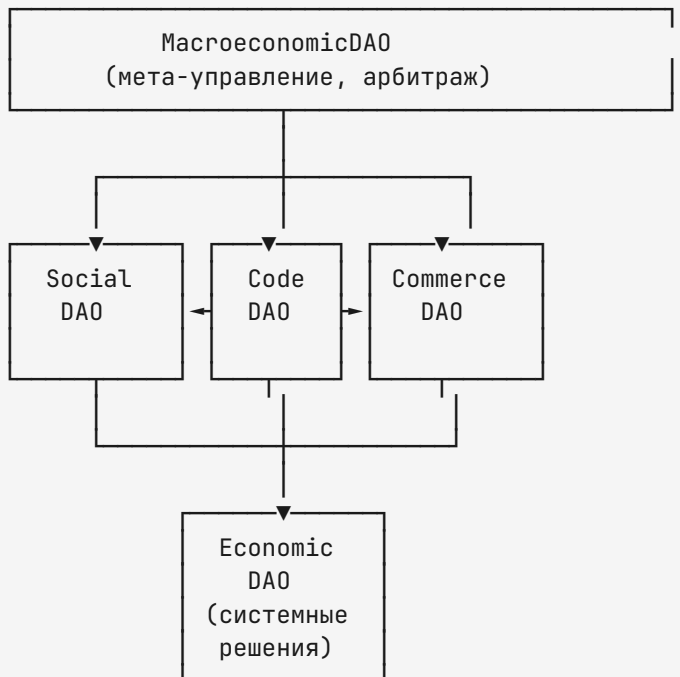 MacroeconomicDAO
(мета-управление, арбитраж)
Social Code Commerce
DAO DAO DAO
Economic
DAO
(системные
решения)